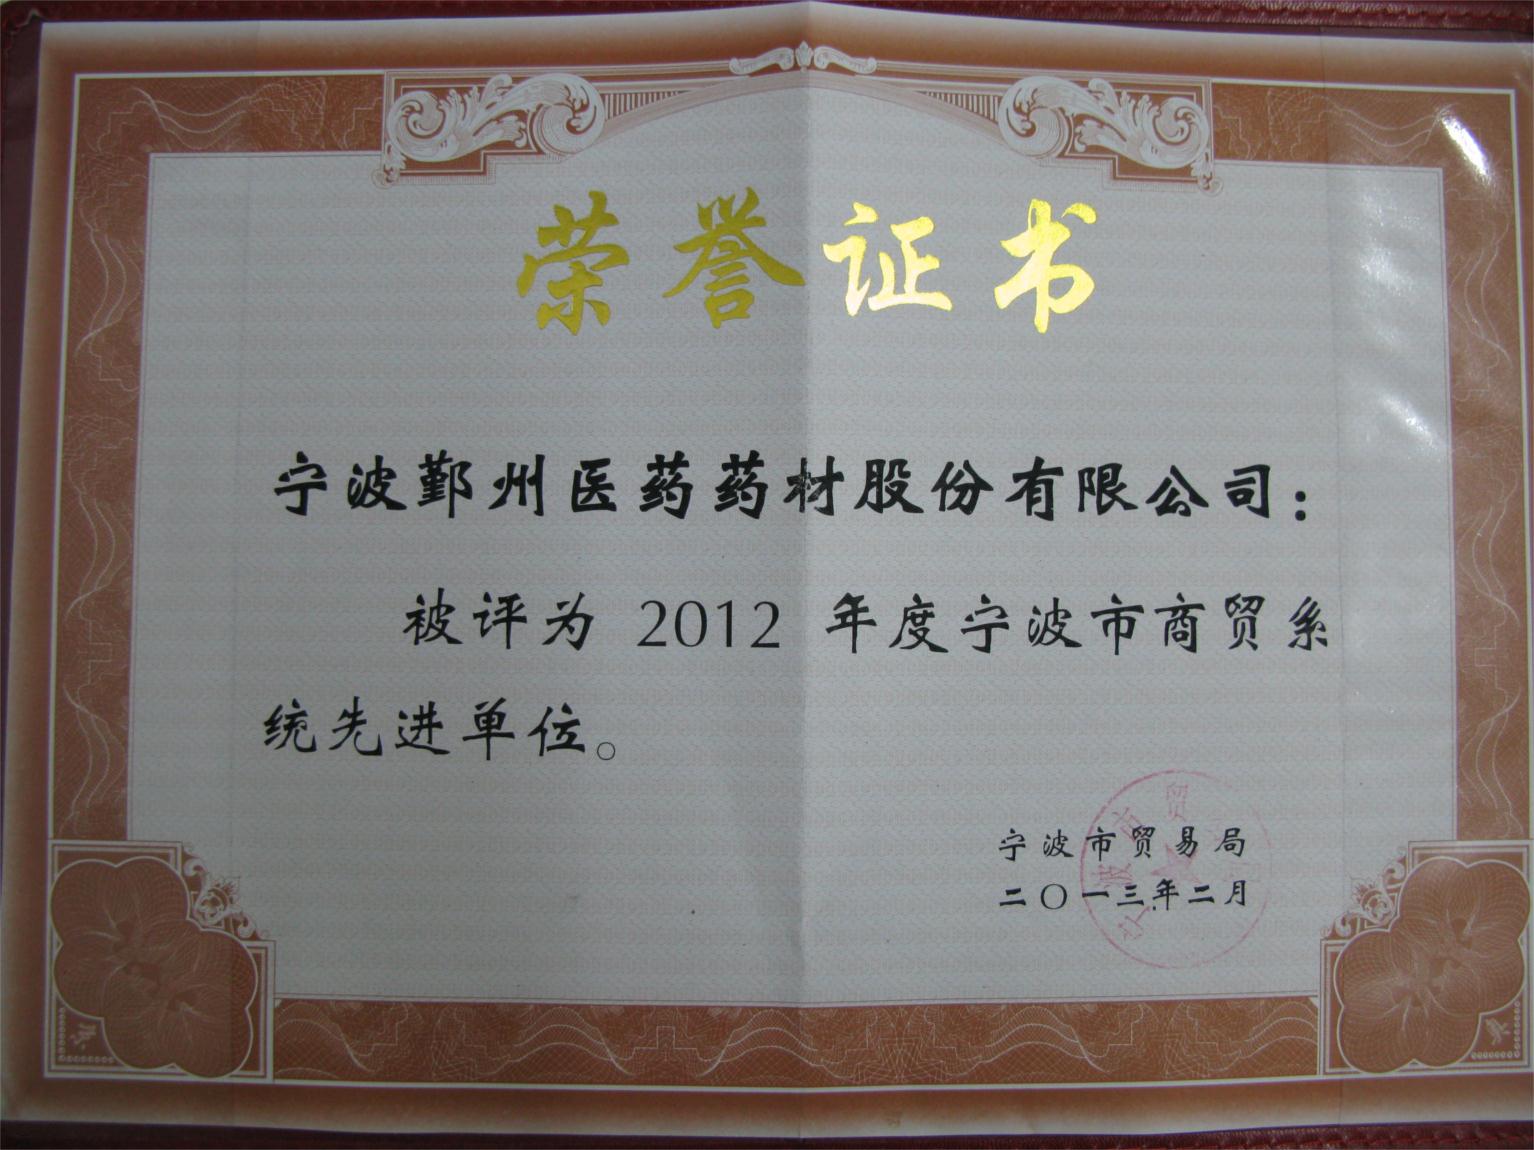 荣誉证书
宁波鄞州医药药材股份有限公司：
被评为 2012 年度宁波市商贸系
统先进单位。
宁波市贸易局
二〇一三年二月